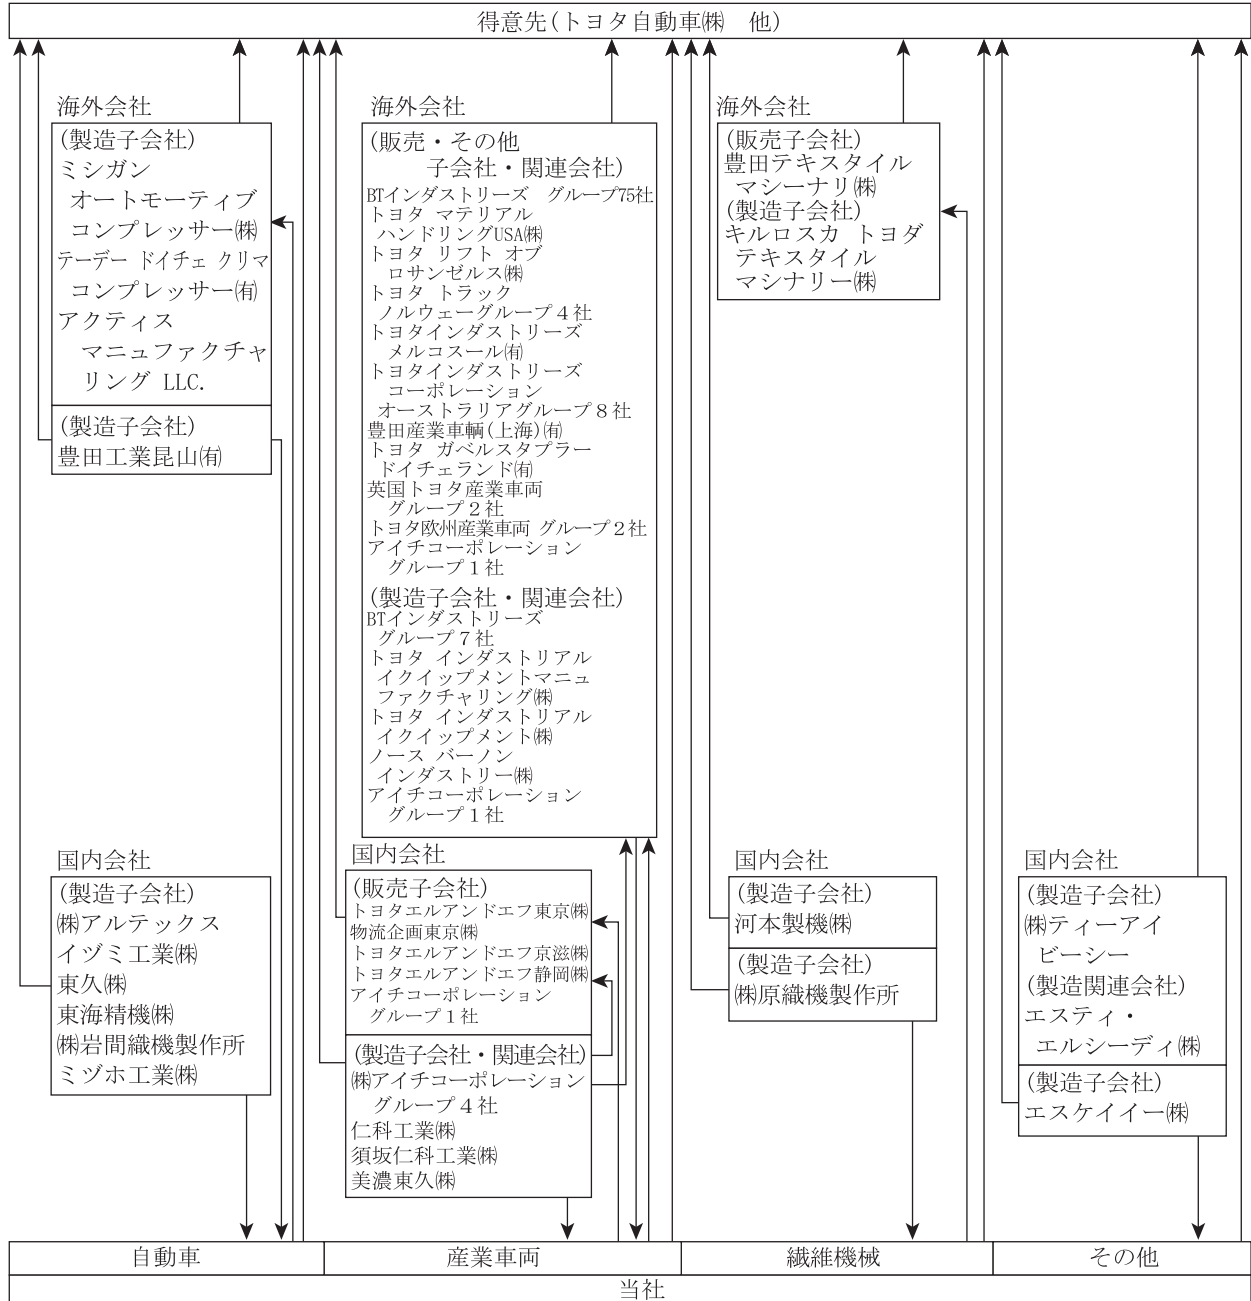 得意先(トヨタ自動車㈱　他)
海外会社
(製造子会社)
ミシガン
オートモーティブ
コンプレッサー㈱
テーデー ドイチェ クリマ
コンプレッサー㈲
アクティス
マニュファクチャ
リング LLC.
(製造子会社)
豊田工業昆山㈲
国内会社
(製造子会社)
㈱アルテックス
イヅミ工業㈱
東久㈱
東海精機㈱
㈱岩間織機製作所
ミヅホ工業㈱
海外会社
(販売・その他
子会社・関連会社)
BTインダストリーズ　グループ75社
トヨタ マテリアル
ハンドリングUSA㈱
トヨタ リフト オブ
ロサンゼルス㈱
トヨタ トラック
ノルウェーグループ４社
トヨタインダストリーズ
メルコスール㈲
トヨタインダストリーズ
コーポレーション
オーストラリアグループ８社
豊田産業車輌(上海)㈲
トヨタ ガベルスタプラー
ドイチェランド㈲
英国トヨタ産業車両
グループ２社
トヨタ欧州産業車両 グループ２社
アイチコーポレーション
グループ１社
(製造子会社・関連会社)
BTインダストリーズ
グループ７社
トヨタ インダストリアル
イクイップメントマニュ
ファクチャリング㈱
トヨタ インダストリアル
イクイップメント㈱
ノース バーノン
インダストリー㈱
アイチコーポレーション
グループ１社
国内会社
(販売子会社)
トヨタエルアンドエフ東京㈱
物流企画東京㈱
トヨタエルアンドエフ京滋㈱
トヨタエルアンドエフ静岡㈱
アイチコーポレーション
グループ１社
(製造子会社・関連会社)
㈱アイチコーポレーション
グループ４社
仁科工業㈱
須坂仁科工業㈱
美濃東久㈱
海外会社
(販売子会社)
豊田テキスタイル
マシーナリ㈱
(製造子会社)
キルロスカ トヨダ
テキスタイル
マシナリー㈱
国内会社
(製造子会社)
河本製機㈱
(製造子会社)
㈱原織機製作所
国内会社
(製造子会社)
㈱ティーアイ
ビーシー
(製造関連会社)
エスティ・
エルシーディ㈱
(製造子会社)
エスケイイー㈱
自動車
産業車両
繊維機械
その他
当社